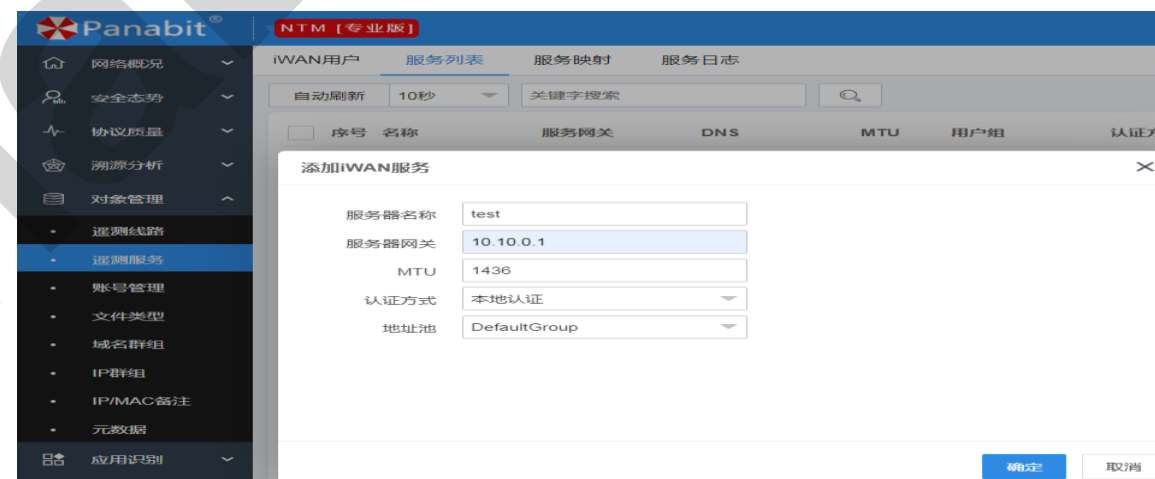 Panabit®
NTM [专业版]
网络概况
安全态势
协议质量
溯源分析
对象管理
遥测线路
遥测服务
账号管理
文件类型
域名群组
IP群组
IP/MAC备注
元数据
应用识别
iWAN用户 服务列表 服务映射 服务日志
自动刷新 10秒 关键字搜索
序号 名称 服务网关 DNS MTU 用户组
添加iWAN服务
服务器名称 test
服务器网关 10.10.0.1
MTU 1436
认证方式 本地认证
地址池 DefaultGroup
确定 取消